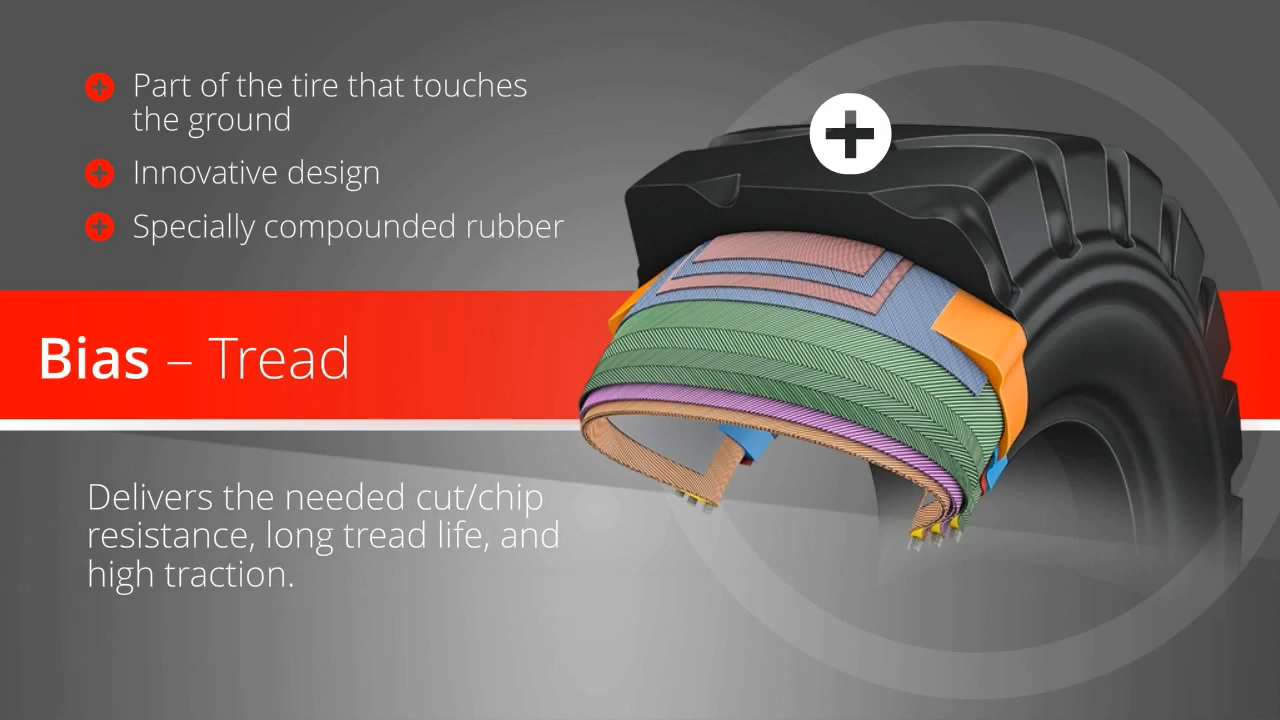 Part of the tire that touches
the ground
Innovative design
Specially compounded rubber
Bias – Tread
Delivers the needed cut/chip
resistance, long tread life, and
high traction.